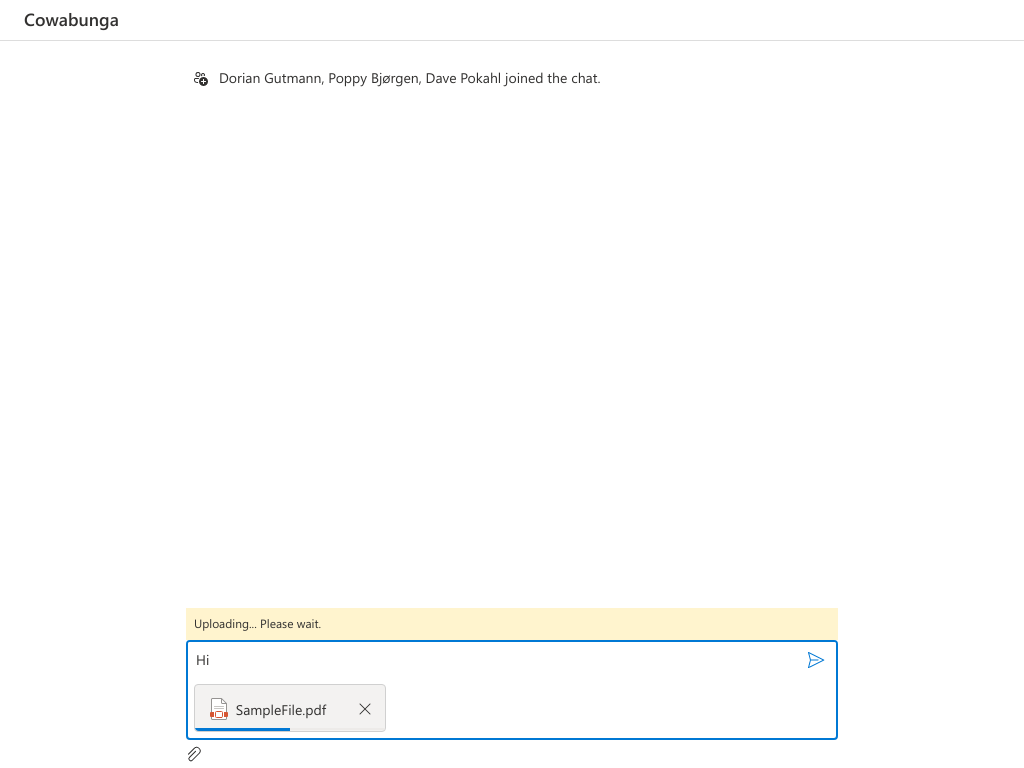 Cowabunga
Dorian Gutmann, Poppy Bjørgen, Dave Pokahl joined the chat.
Uploading... Please wait.
Hi
SampleFile.pdf